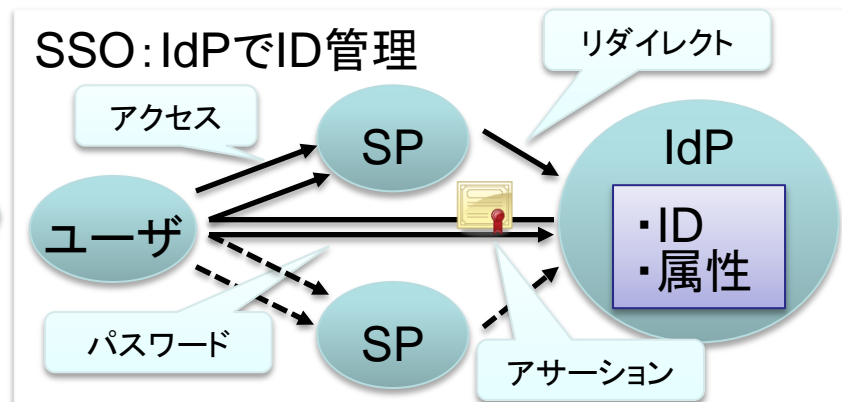 SSO:IdPでID管理
リダイレクト
アクセス
SP
IdP
ユーザ
・ID
・属性
パスワード
SP
アサーション